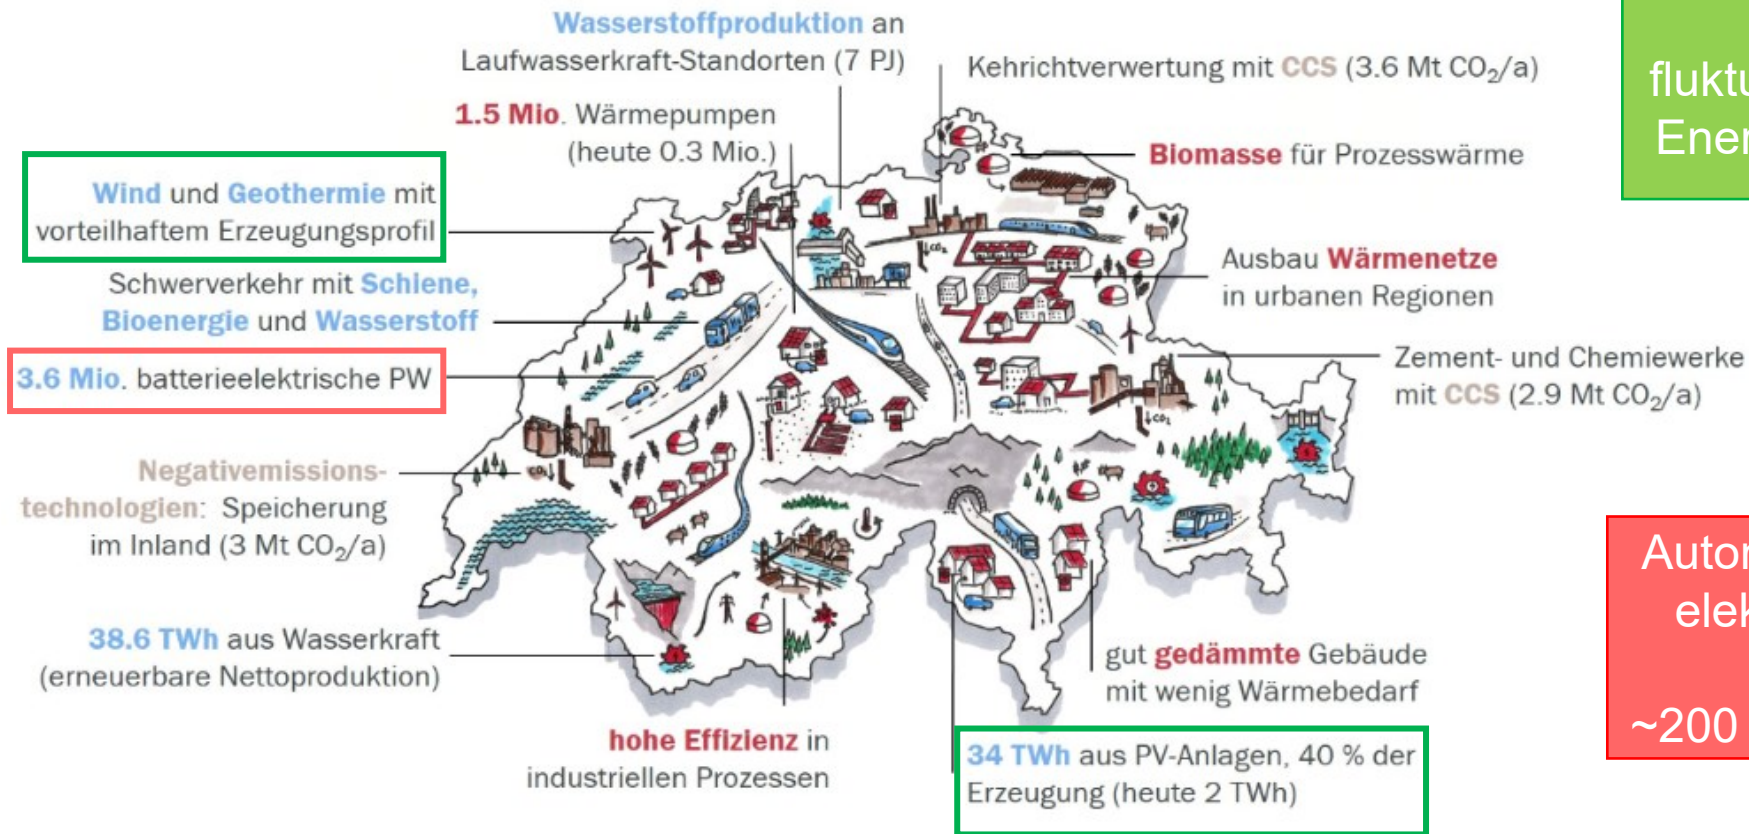 Wasserstoffproduktion an
Laufwasserkraft-Standorten (7 PJ)
Kehrichtverwertung mit CCS (3.6 Mt CO₂/a)
1.5 Mio. Wärmepumpen
(heute 0.3 Mio.)
Biomasse für Prozesswärme
Wind und Geothermie mit
vorteilhaftem Erzeugungsprofil
Ausbau Wärmenetze
in urbanen Regionen
Schwerverkehr mit Schiene,
Bioenergie und Wasserstoff
3.6 Mio. batterieelektrische PW
Zement- und Chemiewerke
mit CCS (2.9 Mt CO₂/a)
Negativemissions-
technologien: Speicherung
im Inland (3 Mt CO₂/a)
38.6 TWh aus Wasserkraft
(erneuerbare Nettoproduktion)
gut gedämmte Gebäude
mit wenig Wärmebedarf
hohe Effizienz in
industriellen Prozessen
34 TWh aus PV-Anlagen, 40 % der
Erzeugung (heute 2 TWh)
CO₂
CO₂
CO₂
fluktu
Ener
Auto
elek
~200